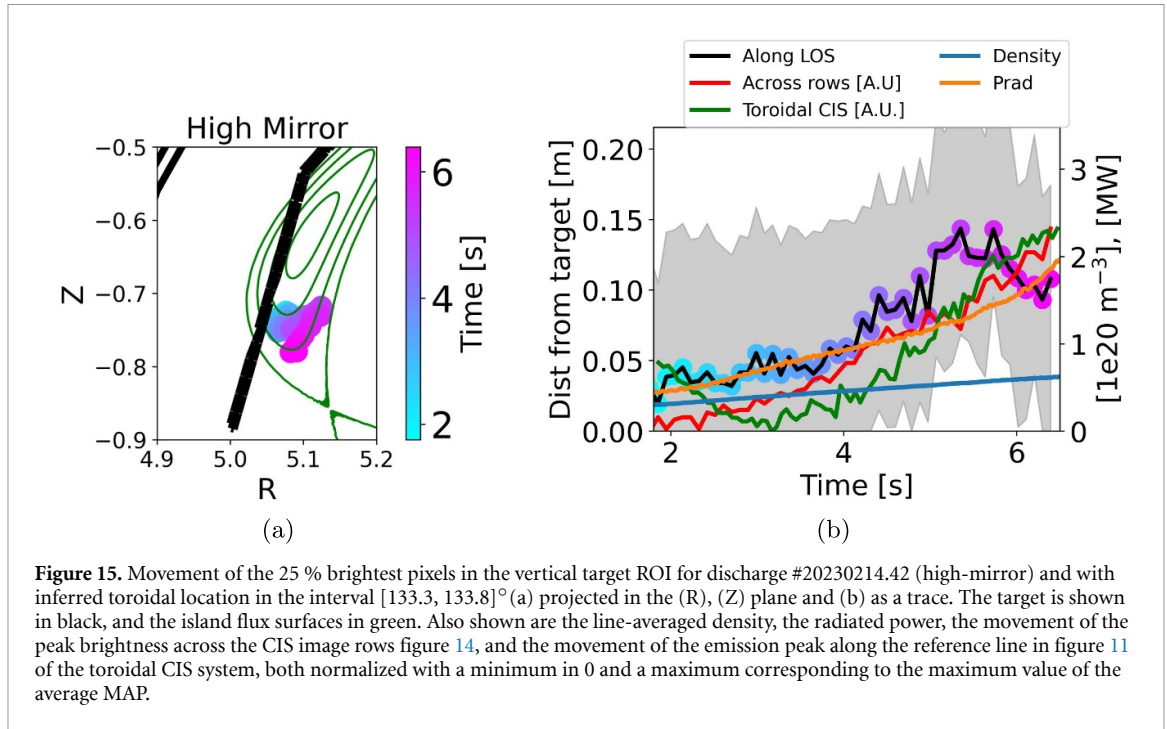 High Mirror
−0.5
−0.6
−0.7
−0.8
−0.9
Z
4.9 5.0 5.1 5.2
R
6
4
2
Time [s]
(a)
Along LOS
Across rows [A.U]
Toroidal CIS [A.U.]
Density
Prad
0.20
0.15
0.10
0.05
0.00
Dist from target [m]
3
2
1
0
[1e20 m⁻³], [MW]
2 4 6
Time [s]
(b)
Figure 15. Movement of the 25 % brightest pixels in the vertical target ROI for discharge #20230214.42 (high-mirror) and with
inferred toroidal location in the interval [133.3, 133.8]°(a) projected in the (R), (Z) plane and (b) as a trace. The target is shown
in black, and the island flux surfaces in green. Also shown are the line-averaged density, the radiated power, the movement of the
peak brightness across the CIS image rows figure 14, and the movement of the emission peak along the reference line in figure 11
of the toroidal CIS system, both normalized with a minimum in 0 and a maximum corresponding to the maximum value of the
average MAP.